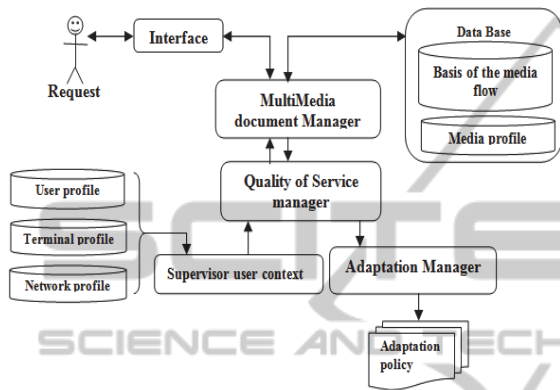 Interface
Data Base
Basis of the media
flow
Request
MultiMedia
document Manager
Media profile
Quality of Service
manager
User profile
Terminal profile
Network profile
Supervisor user context
Adaptation Manager
Adaptation
policy
SCITE
SCIENCE AND TECH